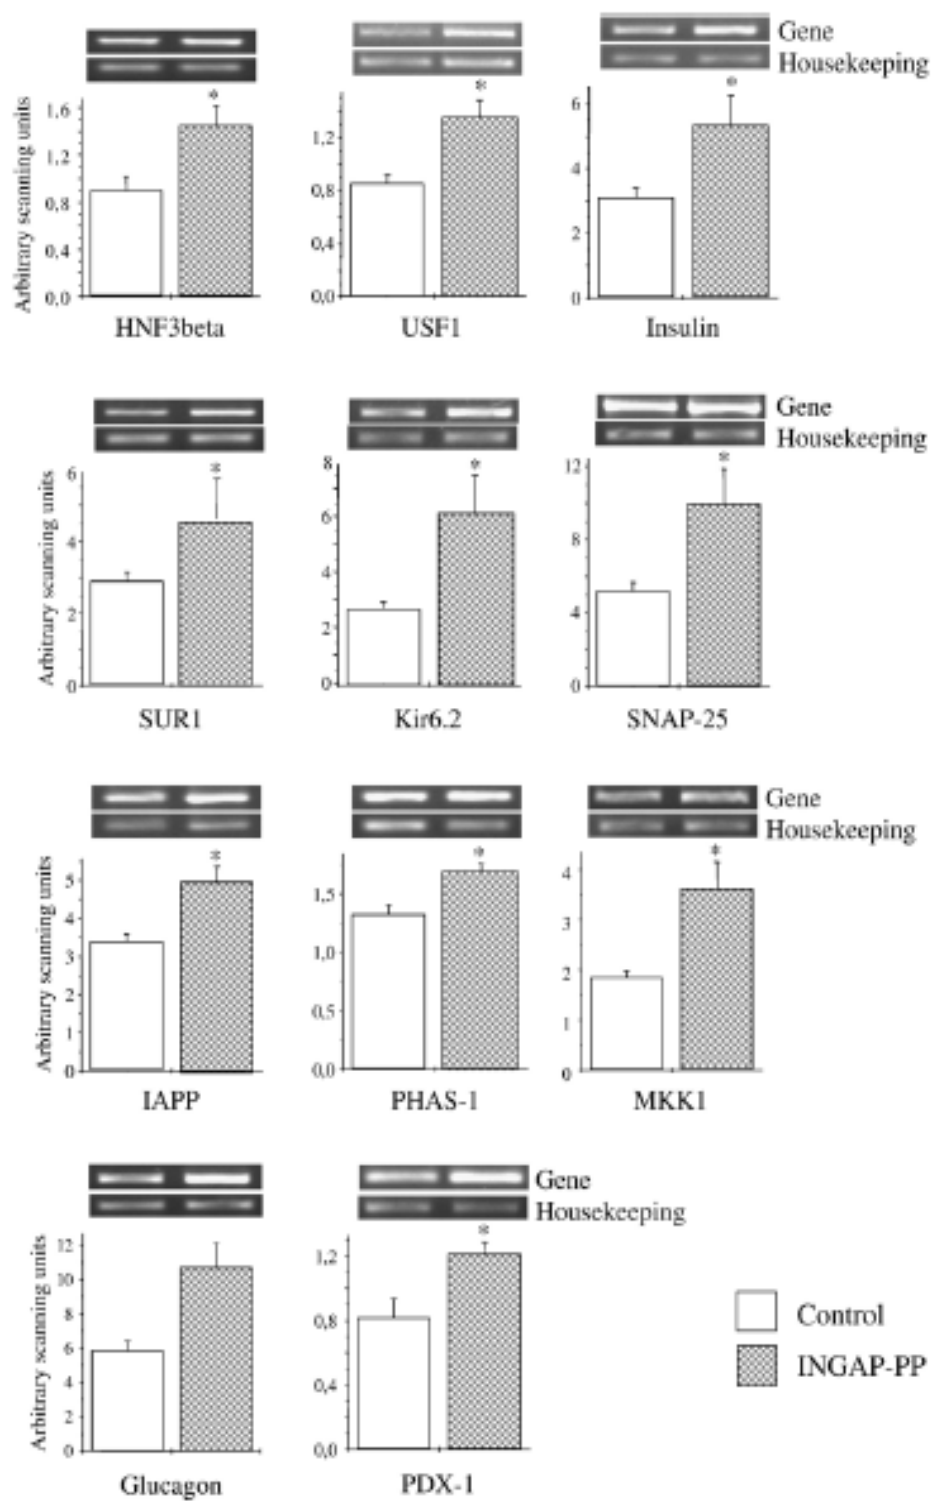 Gene
Housekeeping
*
*
*
Arbitrary scanning units
1,6
1,2
0,8
0,4
0,0
1,2
0,8
0,4
0,0
6
4
2
0
HNF3beta
USF1
Insulin
Gene
Housekeeping
*
*
*
Arbitrary scanning units
6
4
2
0
8
6
4
2
0
12
8
4
0
SUR1
Kir6.2
SNAP-25
Gene
Housekeeping
*
*
*
Arbitrary scanning units
5
4
3
2
1
0
1,5
1,0
0,5
0,0
4
3
2
1
0
IAPP
PHAS-1
MKK1
Gene
Housekeeping
*
Arbitrary scanning units
12
10
8
6
4
2
0
1,2
0,8
0,4
0,0
Glucagon
PDX-1
Control
INGAP-PP